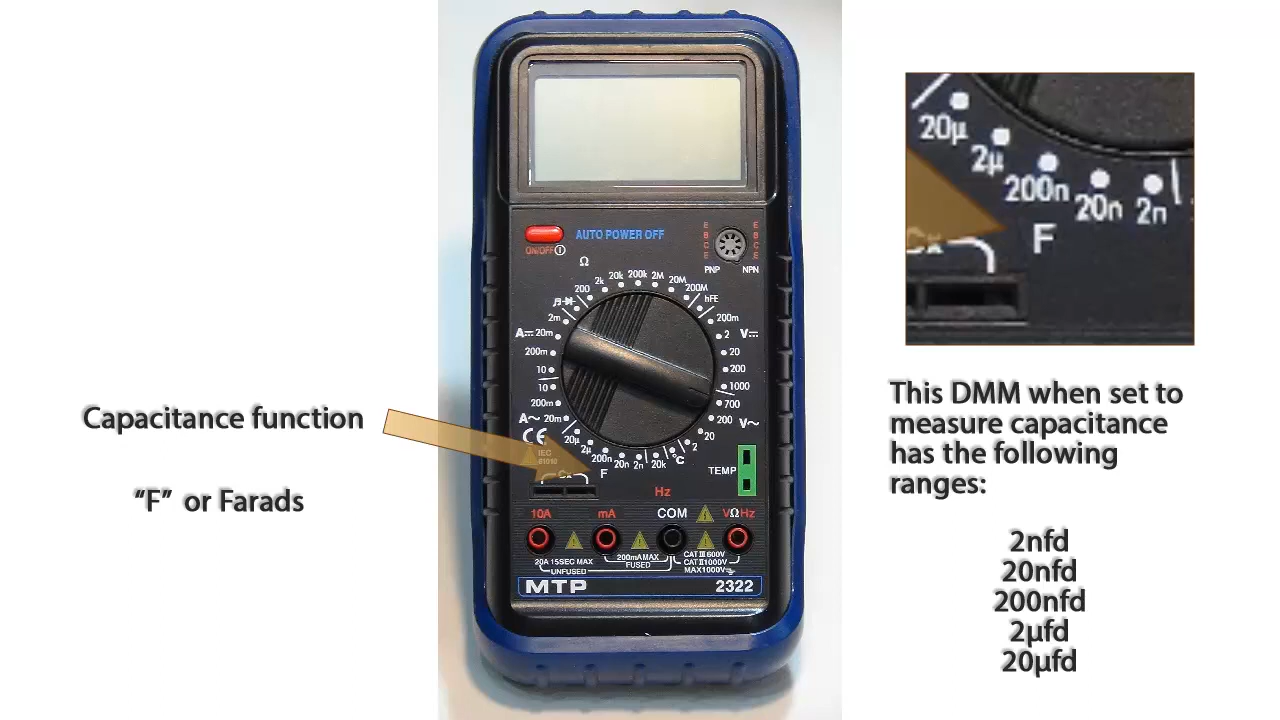 AUTO POWER OFF
ON/OFF
E
B
C
E
E
B
C
E
PNP
NPN
Ω
200
2k
20k
200k
2M
20M
200M
hFE
200m
2
V
20
200
1000
700
200
V~
20
2
°C
20k
2n
20n
200n
2µ
20µ
20m
A~
200m
10
10
200m
A
20m
2m
CE
IEC
61010
F
Cx
TEMP
Hz
10A
mA
COM
VΩHz
20A 15SEC MAX
UNFUSED
200mA MAX
FUSED
CAT III 600V
CAT II 1000V
MAX 1000V
MTP
2322
Capacitance function
“F” or Farads
20µ
2µ
200n
20n
2n
F
Cx
This DMM when set to
measure capacitance
has the following
ranges:
2nfd
20nfd
200nfd
2µfd
20µfd